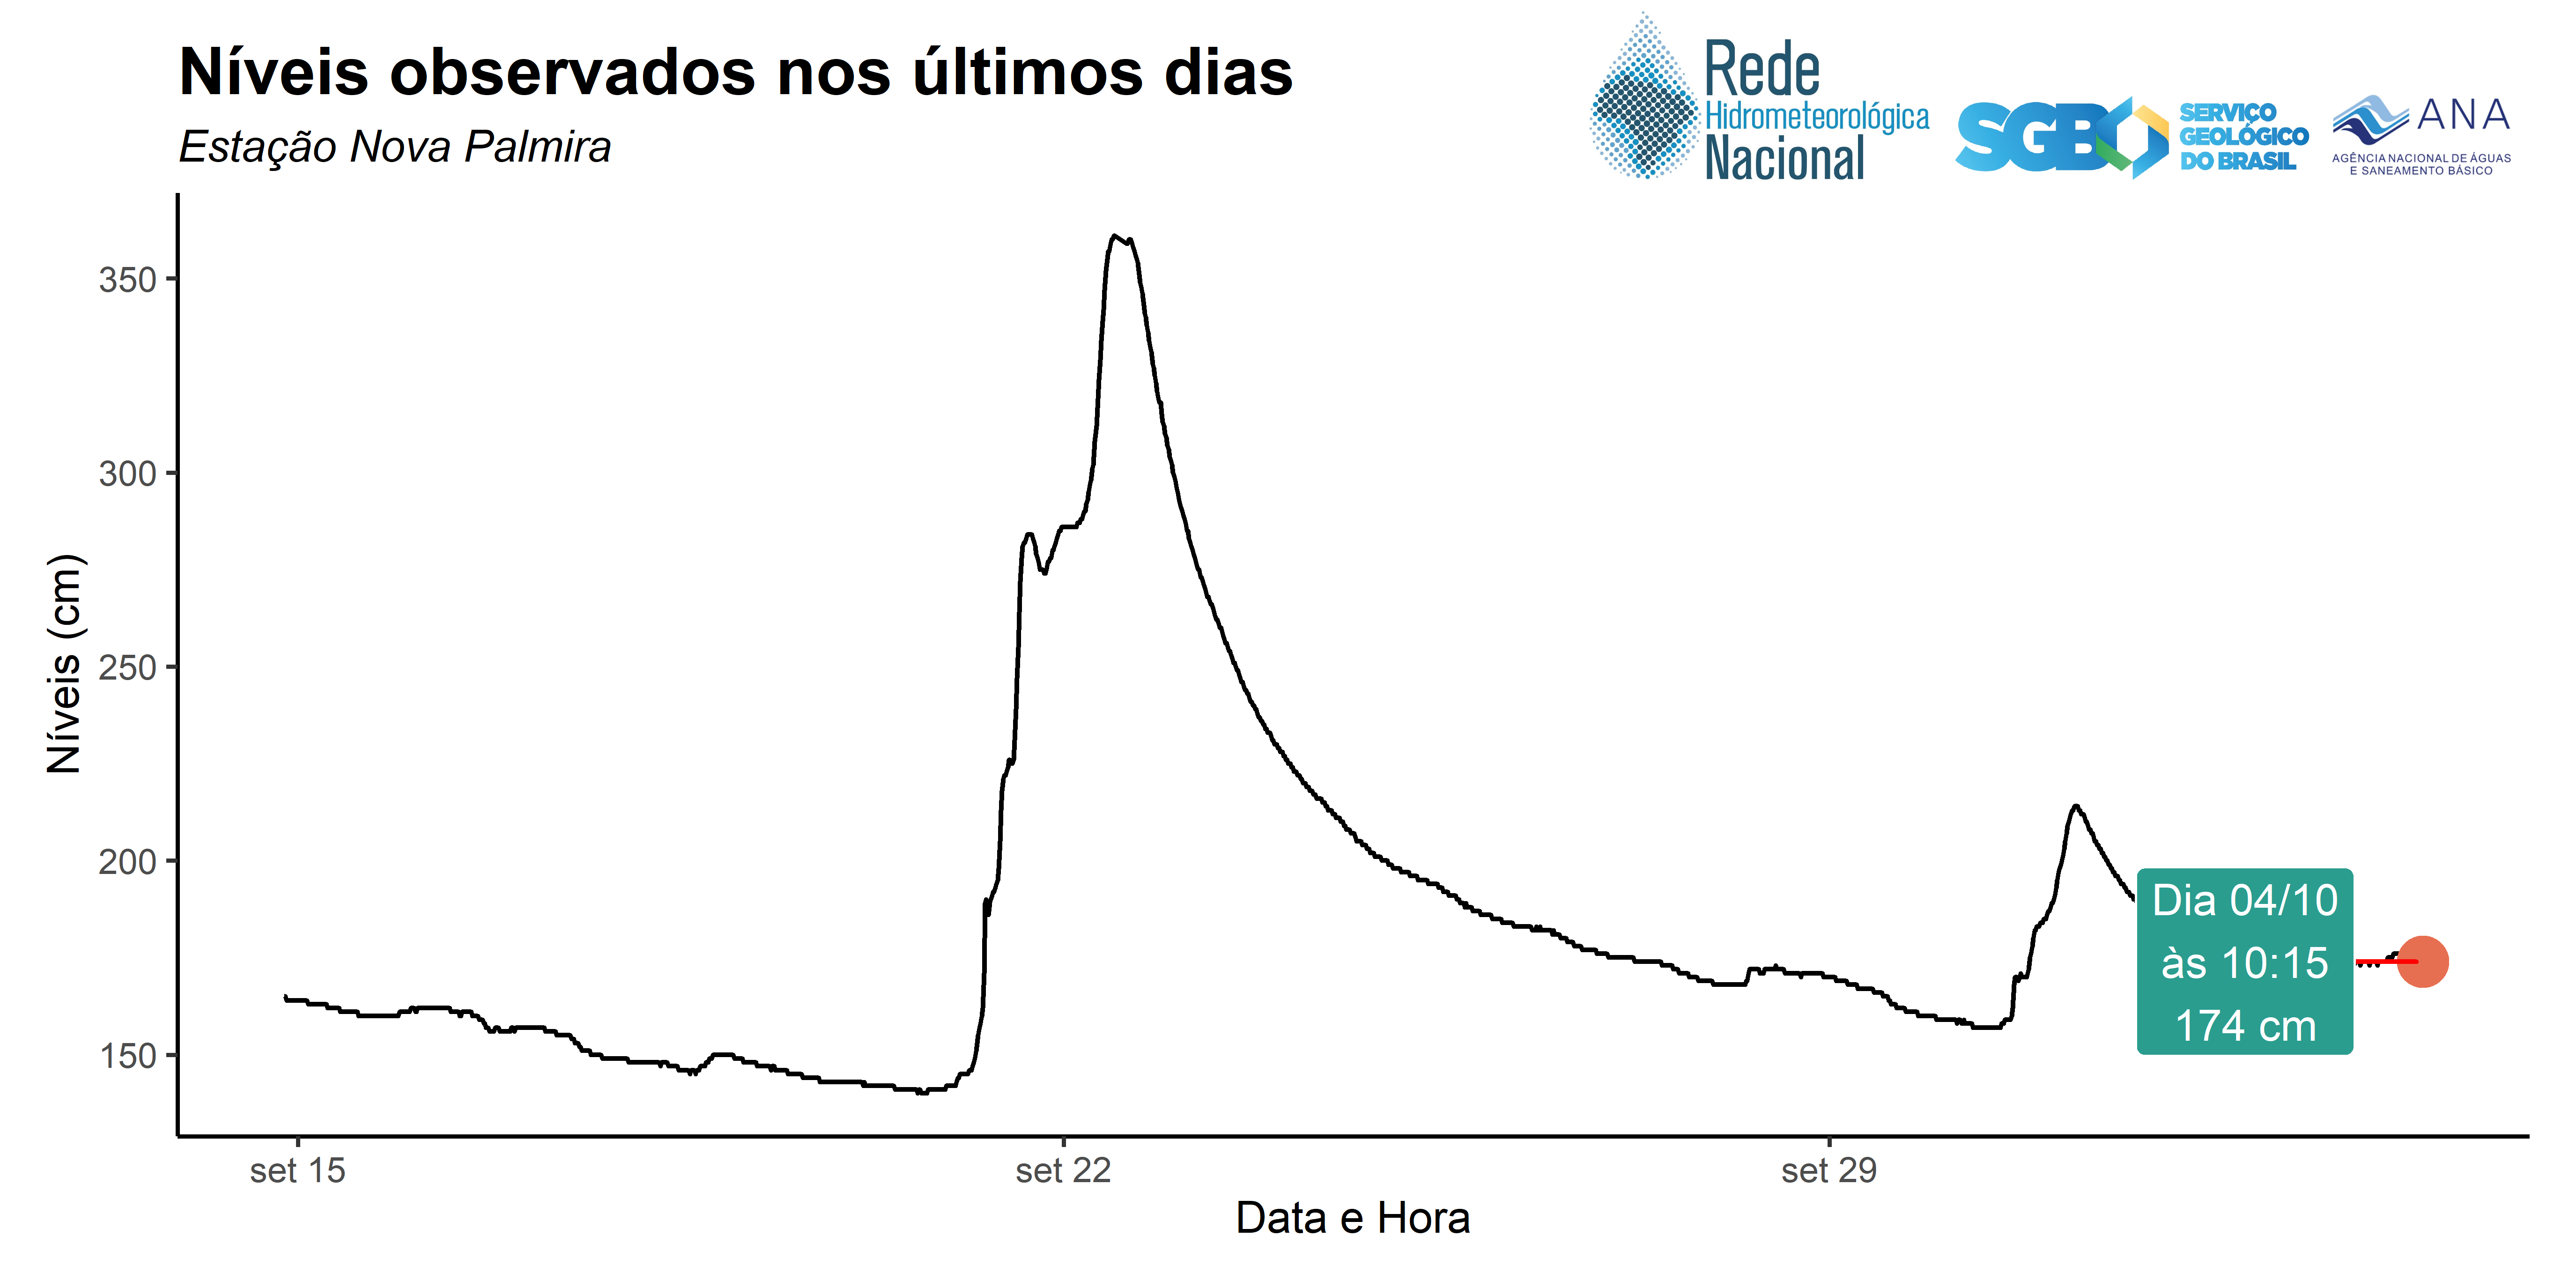 Níveis observados nos últimos dias
Estação Nova Palmira
Rede
Hidrometeorológica
Nacional
SGB
SERVIÇO
GEOLÓGICO
DO BRASIL
ANA
AGÊNCIA NACIONAL DE ÁGUAS
E SANEAMENTO BÁSICO
Níveis (cm)
350
300
250
200
150
Dia 04/10
às 10:15
174 cm
set 15
set 22
set 29
Data e Hora